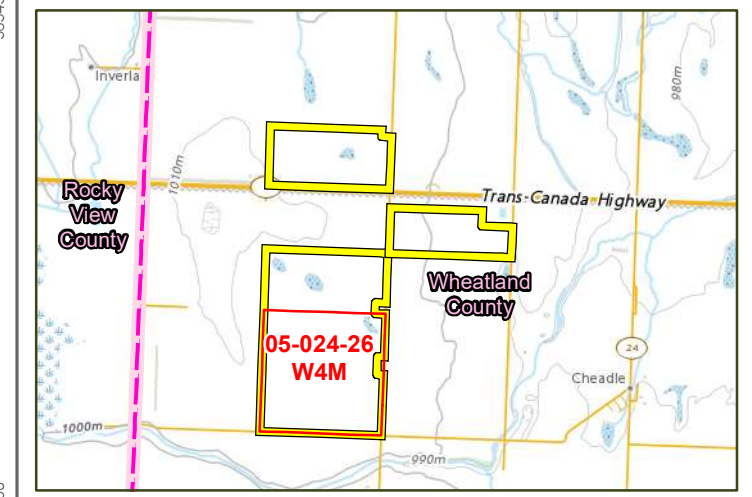 Inverla
980m
1010m
Rocky
View
County
Trans-Canada Highway
Wheatland
County
05-024-26
W4M
24
Cheadle
1000m
990m